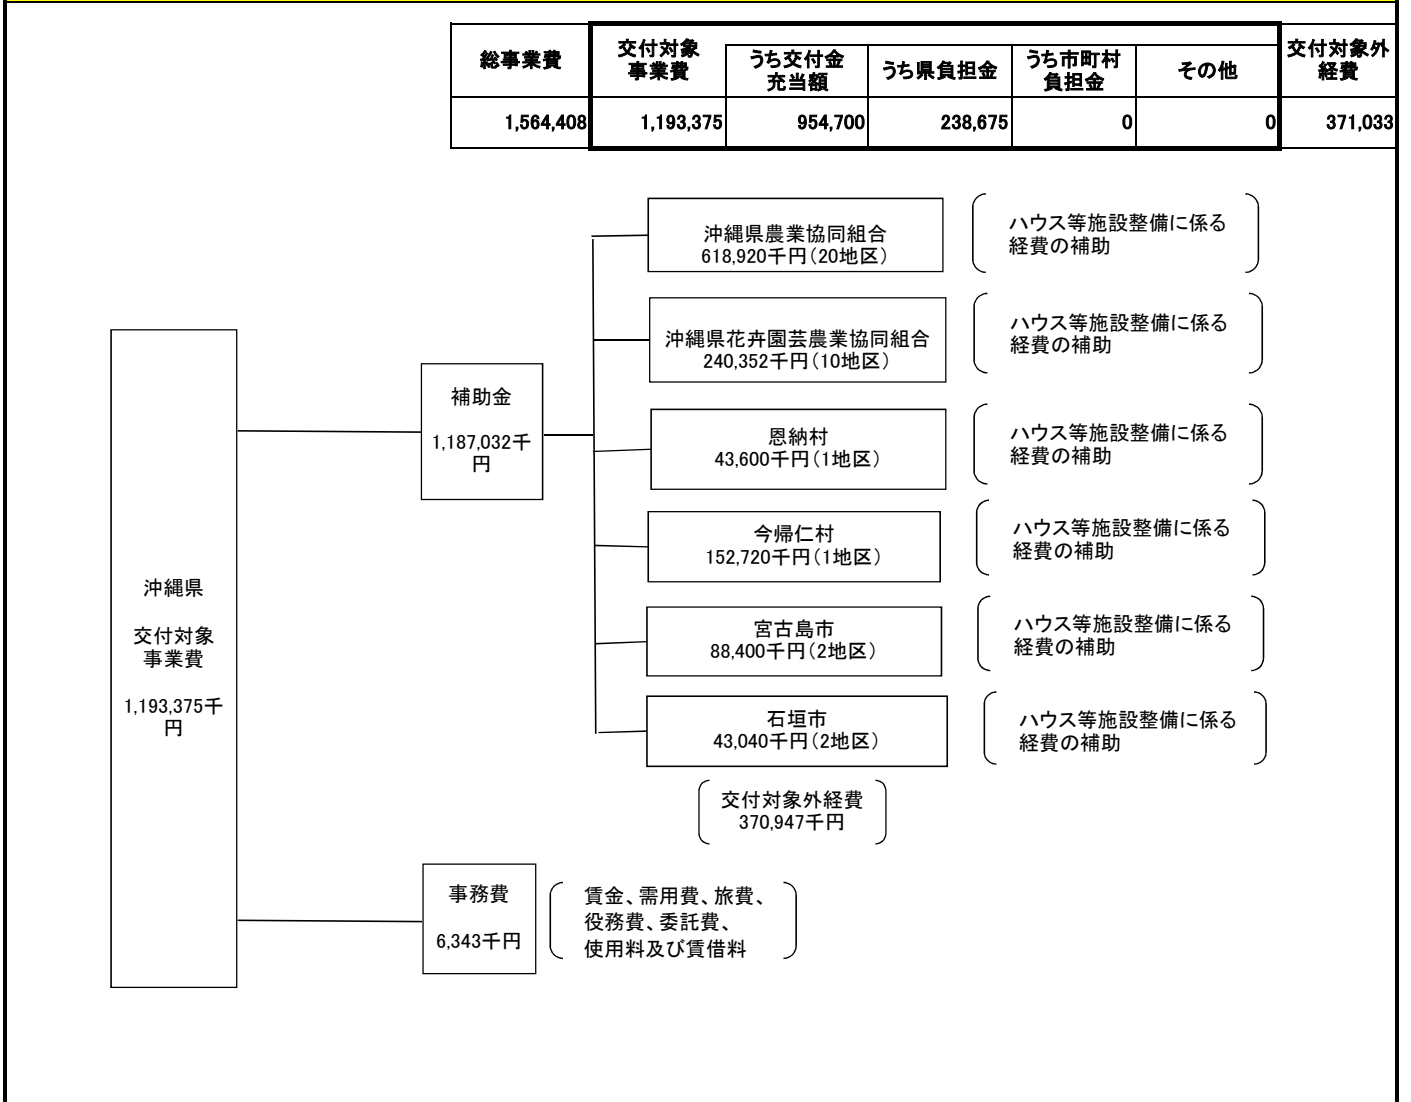 総事業費
交付対象
事業費
うち交付金
充当額
うち県負担金
うち市町村
負担金
その他
交付対象外
経費
1,564,408
1,193,375
954,700
238,675
0
0
371,033
沖縄県農業協同組合
618,920千円(20地区)
ハウス等施設整備に係る
経費の補助
沖縄県花卉園芸農業協同組合
240,352千円(10地区)
ハウス等施設整備に係る
経費の補助
補助金
1,187,032千
円
恩納村
43,600千円(1地区)
ハウス等施設整備に係る
経費の補助
今帰仁村
152,720千円(1地区)
ハウス等施設整備に係る
経費の補助
沖縄県
交付対象
事業費
1,193,375千
円
宮古島市
88,400千円(2地区)
ハウス等施設整備に係る
経費の補助
石垣市
43,040千円(2地区)
ハウス等施設整備に係る
経費の補助
交付対象外経費
370,947千円
事務費
6,343千円
賃金、需用費、旅費、
役務費、委託費、
使用料及び賃借料